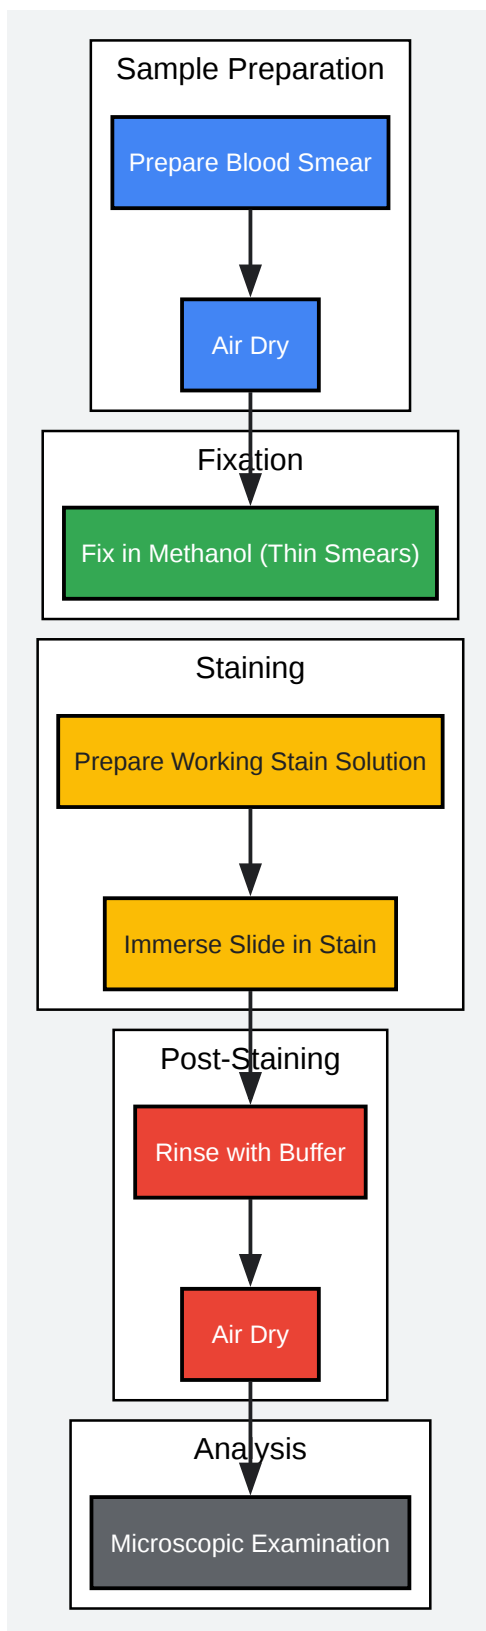 Sample Preparation
Prepare Blood Smear
Air Dry
Fixation
Fix in Methanol (Thin Smears)
Staining
Prepare Working Stain Solution
Immerse Slide in Stain
Post-Staining
Rinse with Buffer
Air Dry
Analysis
Microscopic Examination